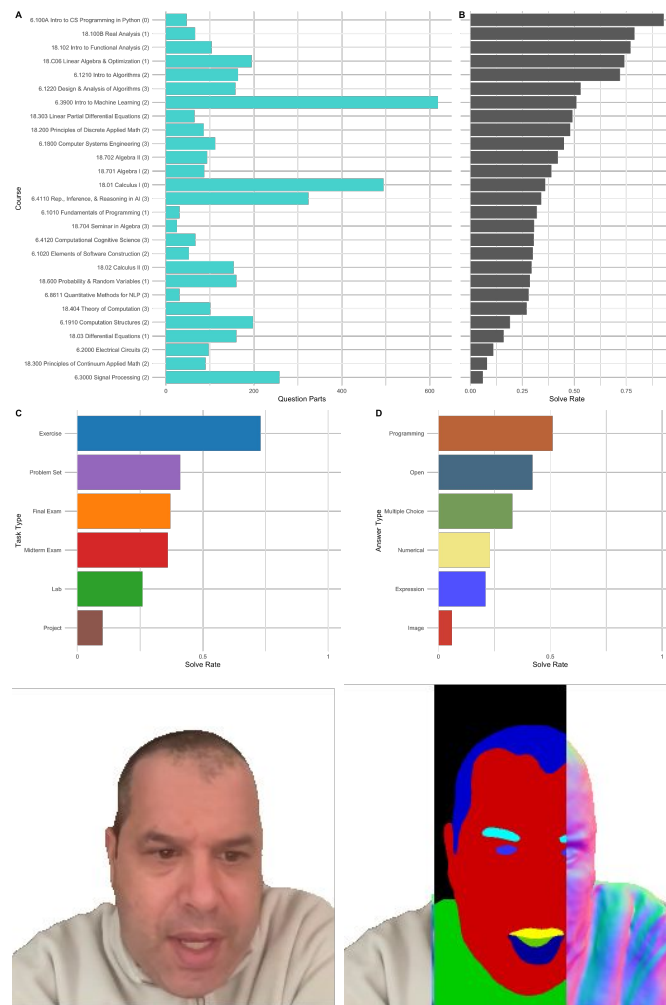 A
B
Course
6.100A Intro to CS Programming in Python (0)
18.100B Real Analysis (1)
18.102 Intro to Functional Analysis (2)
18.C06 Linear Algebra & Optimization (1)
6.1210 Intro to Algorithms (2)
6.1220 Design & Analysis of Algorithms (3)
6.3900 Intro to Machine Learning (2)
18.303 Linear Partial Differential Equations (2)
18.200 Principles of Discrete Applied Math (2)
6.1800 Computer Systems Engineering (3)
18.702 Algebra II (3)
18.701 Algebra I (2)
18.01 Calculus I (0)
6.4110 Rep., Inference, & Reasoning in AI (3)
6.1010 Fundamentals of Programming (1)
18.704 Seminar in Algebra (3)
6.4120 Computational Cognitive Science (3)
6.1020 Elements of Software Construction (2)
18.02 Calculus II (0)
18.600 Probability & Random Variables (1)
6.8611 Quantitative Methods for NLP (3)
18.404 Theory of Computation (3)
6.1910 Computation Structures (2)
18.03 Differential Equations (1)
6.2000 Electrical Circuits (2)
18.300 Principles of Continuum Applied Math (2)
6.3000 Signal Processing (2)
0 200 400 600
Question Parts
0.00 0.25 0.50 0.75
Solve Rate
C
Task Type
Exercise
Problem Set
Final Exam
Midterm Exam
Lab
Project
0 0.5 1
Solve Rate
D
Answer Type
Programming
Open
Multiple Choice
Numerical
Expression
Image
0 0.5 1
Solve Rate